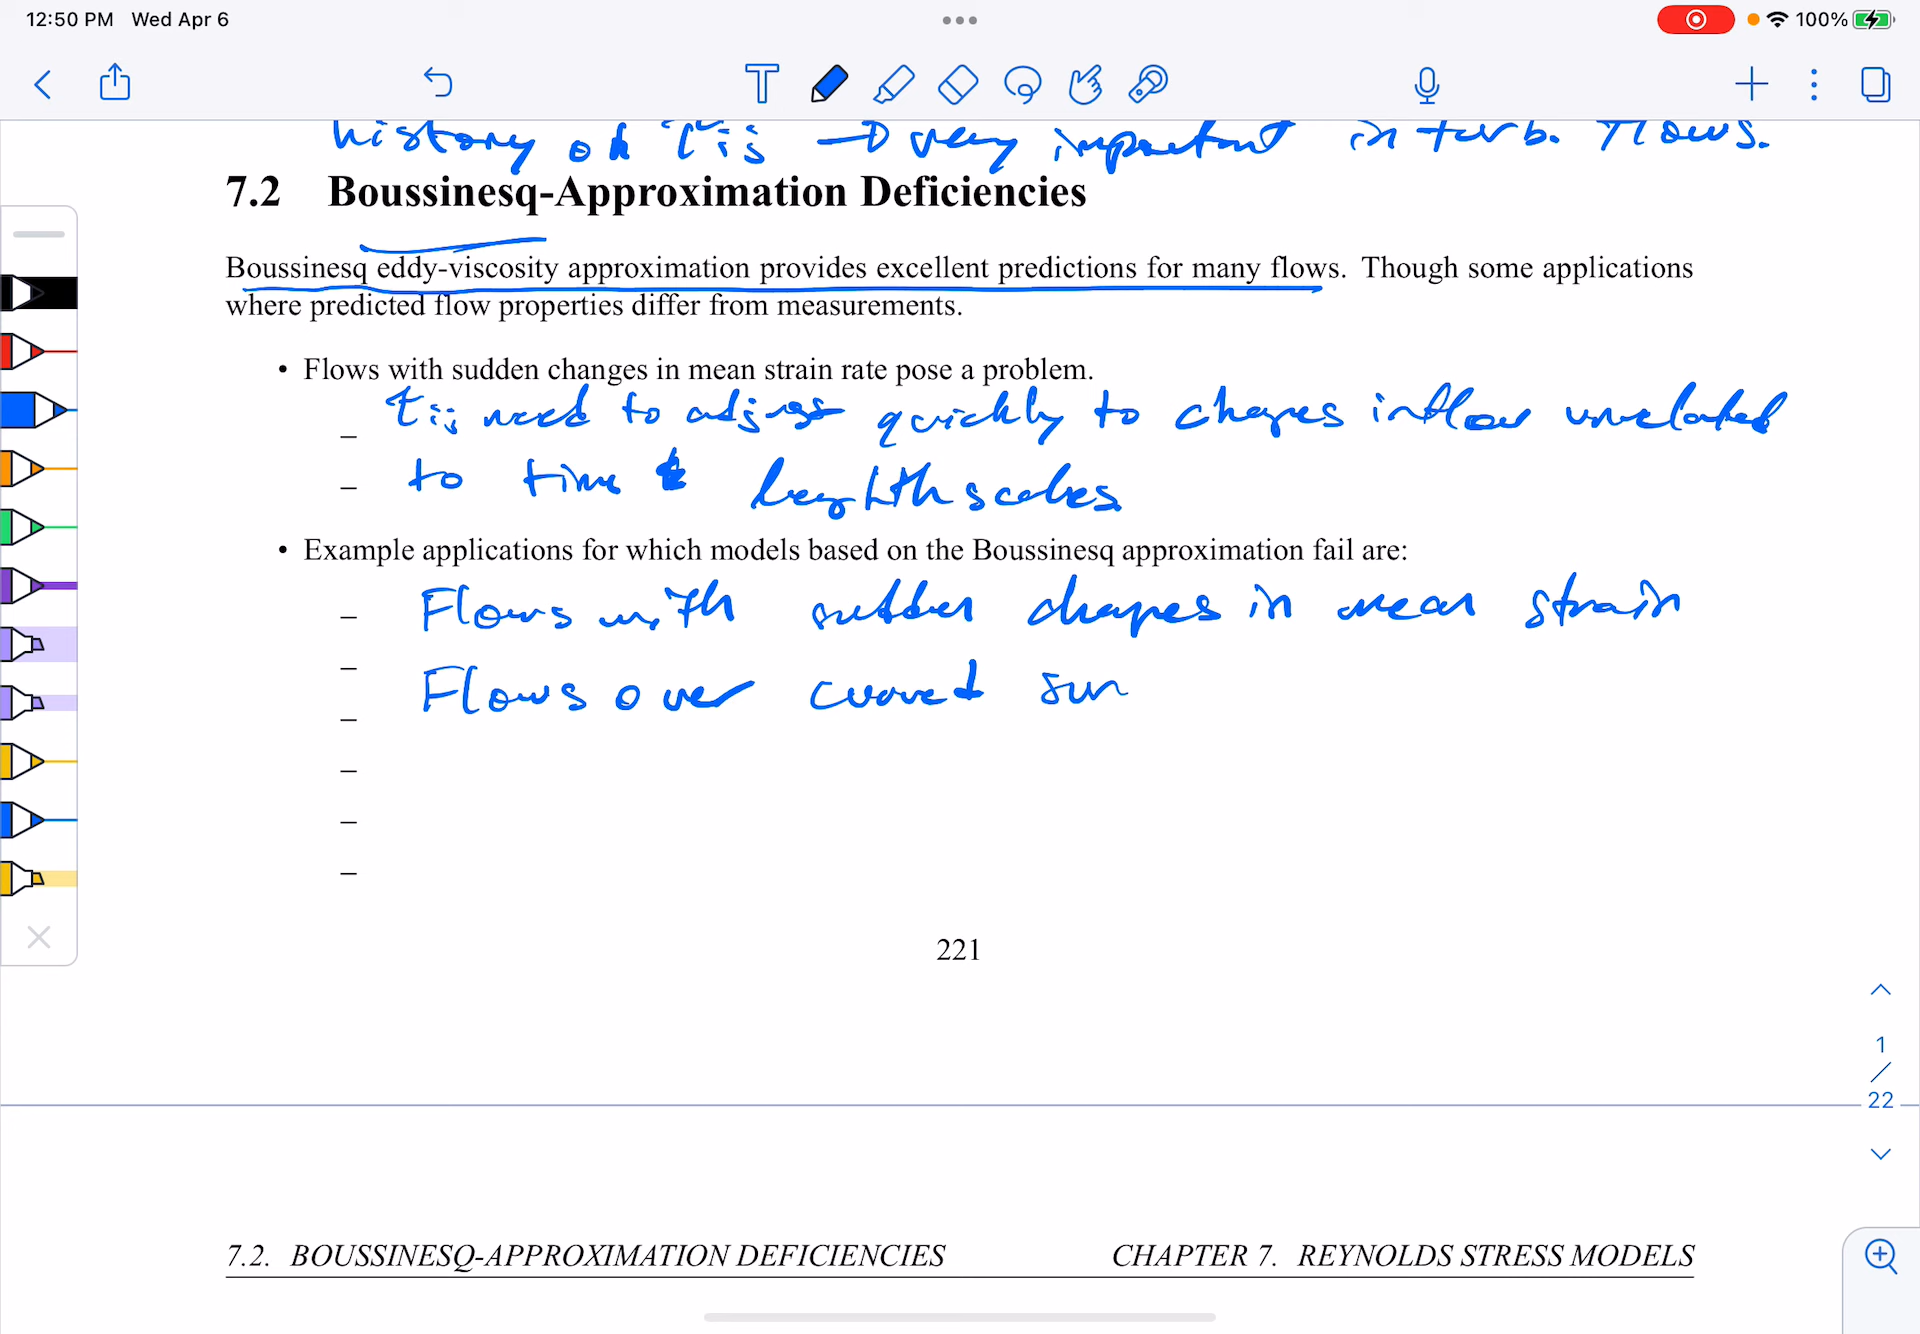 12:50 PM Wed Apr 6
100%
history of τij → very important in turb. flows.
7.2 Boussinesq-Approximation Deficiencies
Boussinesq eddy-viscosity approximation provides excellent predictions for many flows. Though some applications
where predicted flow properties differ from measurements.
• Flows with sudden changes in mean strain rate pose a problem.
– τij need to adjust quickly to changes in flow unrelated
– to time & length scales
• Example applications for which models based on the Boussinesq approximation fail are:
– Flows with sudden changes in mean strain
– Flows over curved sur
–
–
–
–
221
1
/
22
7.2. BOUSSINESQ-APPROXIMATION DEFICIENCIES CHAPTER 7. REYNOLDS STRESS MODELS